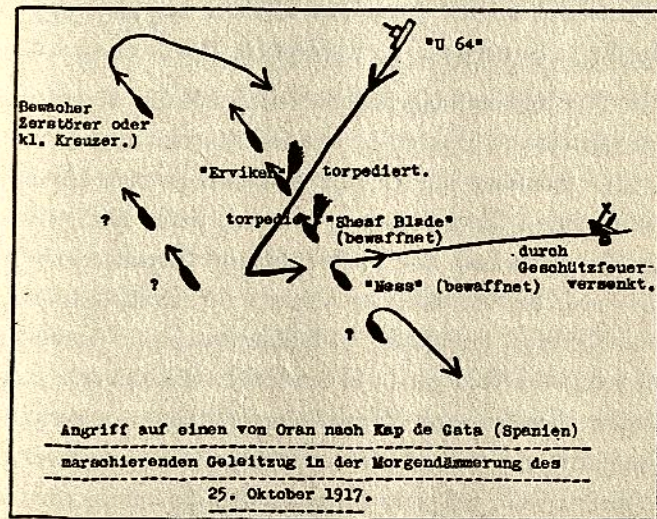 "U 64"
Bewacher
Zerstörer oder
kl. Kreuzer.)
"Erviken" torpediert.
torpediert. "Sheaf Blade"
(bewaffnet)
?
?
"Ness" (bewaffnet)
durch
Geschützfeuer-
versenkt.
?
Angriff auf einen von Oran nach Kap de Gata (Spanien)
marschierenden Geleitzug in der Morgendämmerung des
25. Oktober 1917.